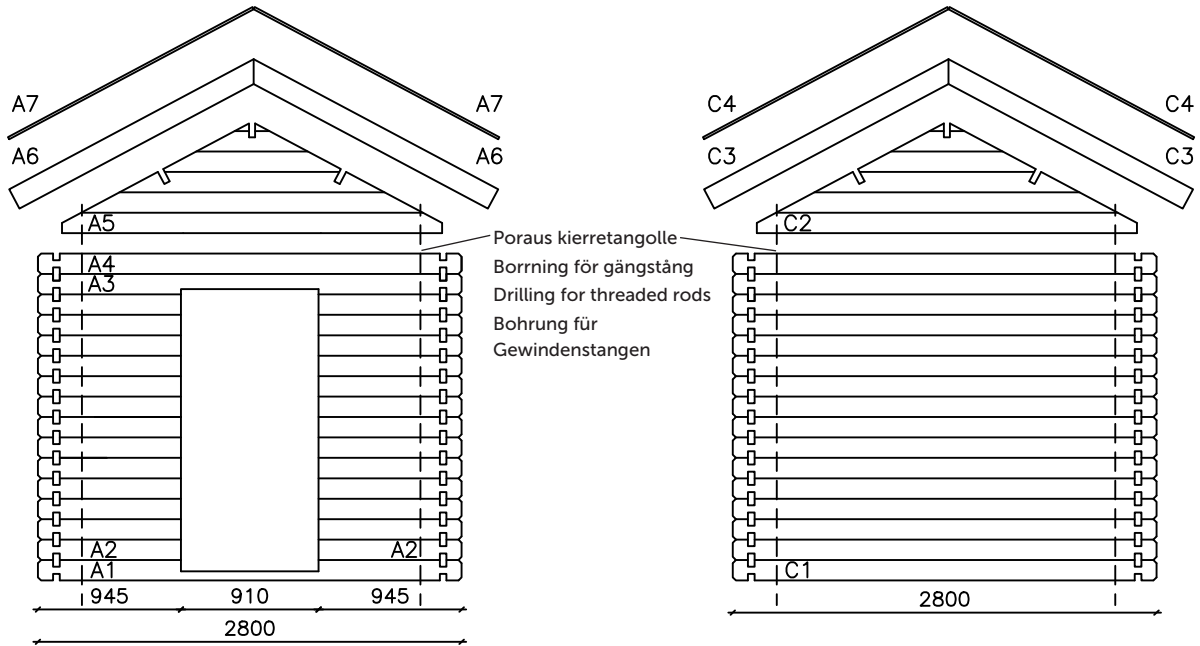 A7 A7 C4 C4
A6 A6 C3 C3
A5 C2
Poraus kierretangolle
Borrning för gängstång
Drilling for threaded rods
Bohrung für
Gewindenstangen
A4
A3
A2 A2
A1 C1
945 910 945 2800
2800